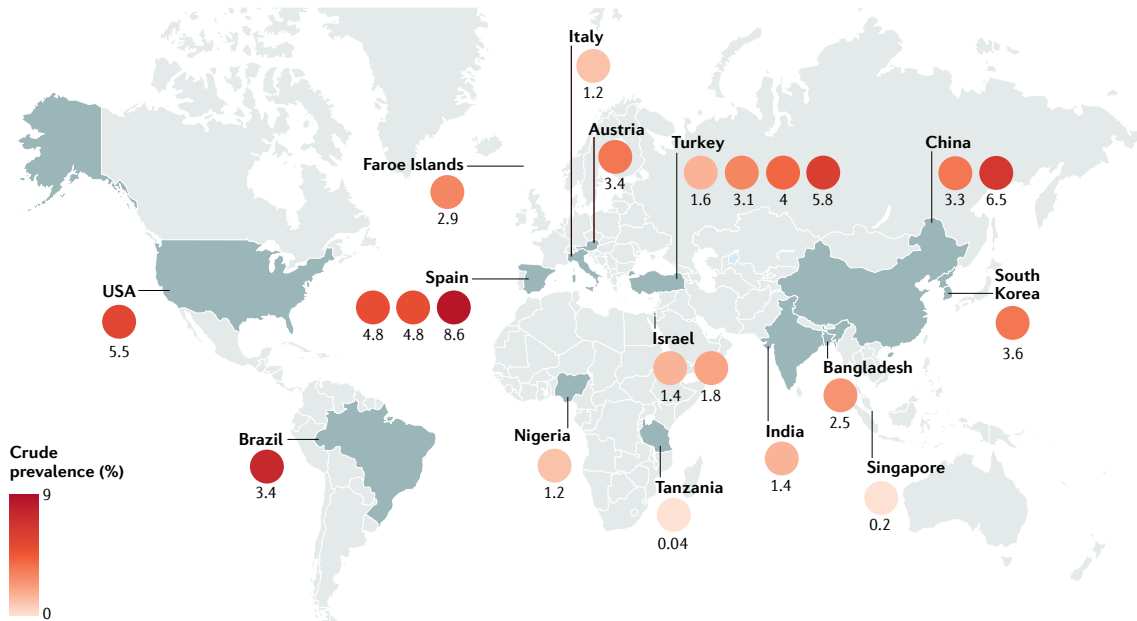 Italy
1.2
Austria
3.4
Turkey
1.6 3.1 4 5.8
China
3.3 6.5
Faroe Islands
2.9
USA
5.5
Spain
4.8 4.8 8.6
South
Korea
3.6
Israel
1.4 1.8
Bangladesh
2.5
Brazil
3.4
Nigeria
1.2
India
1.4
Tanzania
0.04
Singapore
0.2
Crude
prevalence (%)
9
0